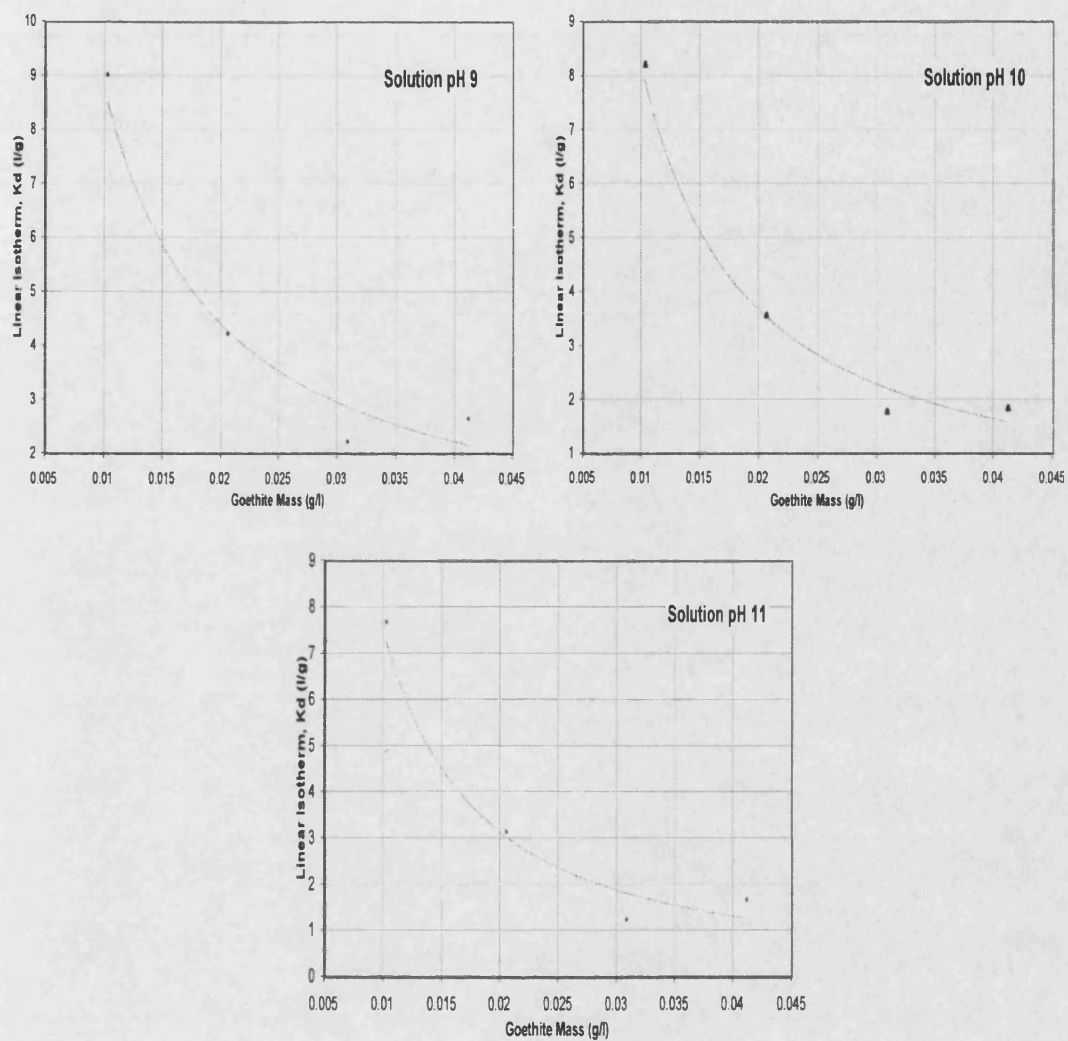 Solution pH 9
Linear Isotherm, Kd (l/g)
10
9
8
7
6
5
4
3
2
0.005 0.01 0.015 0.02 0.025 0.03 0.035 0.04 0.045
Goethite Mass (g/l)
Solution pH 10
Linear Isotherm, Kd (l/g)
9
8
7
6
5
4
3
2
1
0.005 0.01 0.015 0.02 0.025 0.03 0.035 0.04 0.045
Goethite Mass (g/l)
Solution pH 11
Linear Isotherm, Kd (l/g)
9
8
7
6
5
4
3
2
1
0
0.005 0.01 0.015 0.02 0.025 0.03 0.035 0.04 0.045
Goethite Mass (g/l)